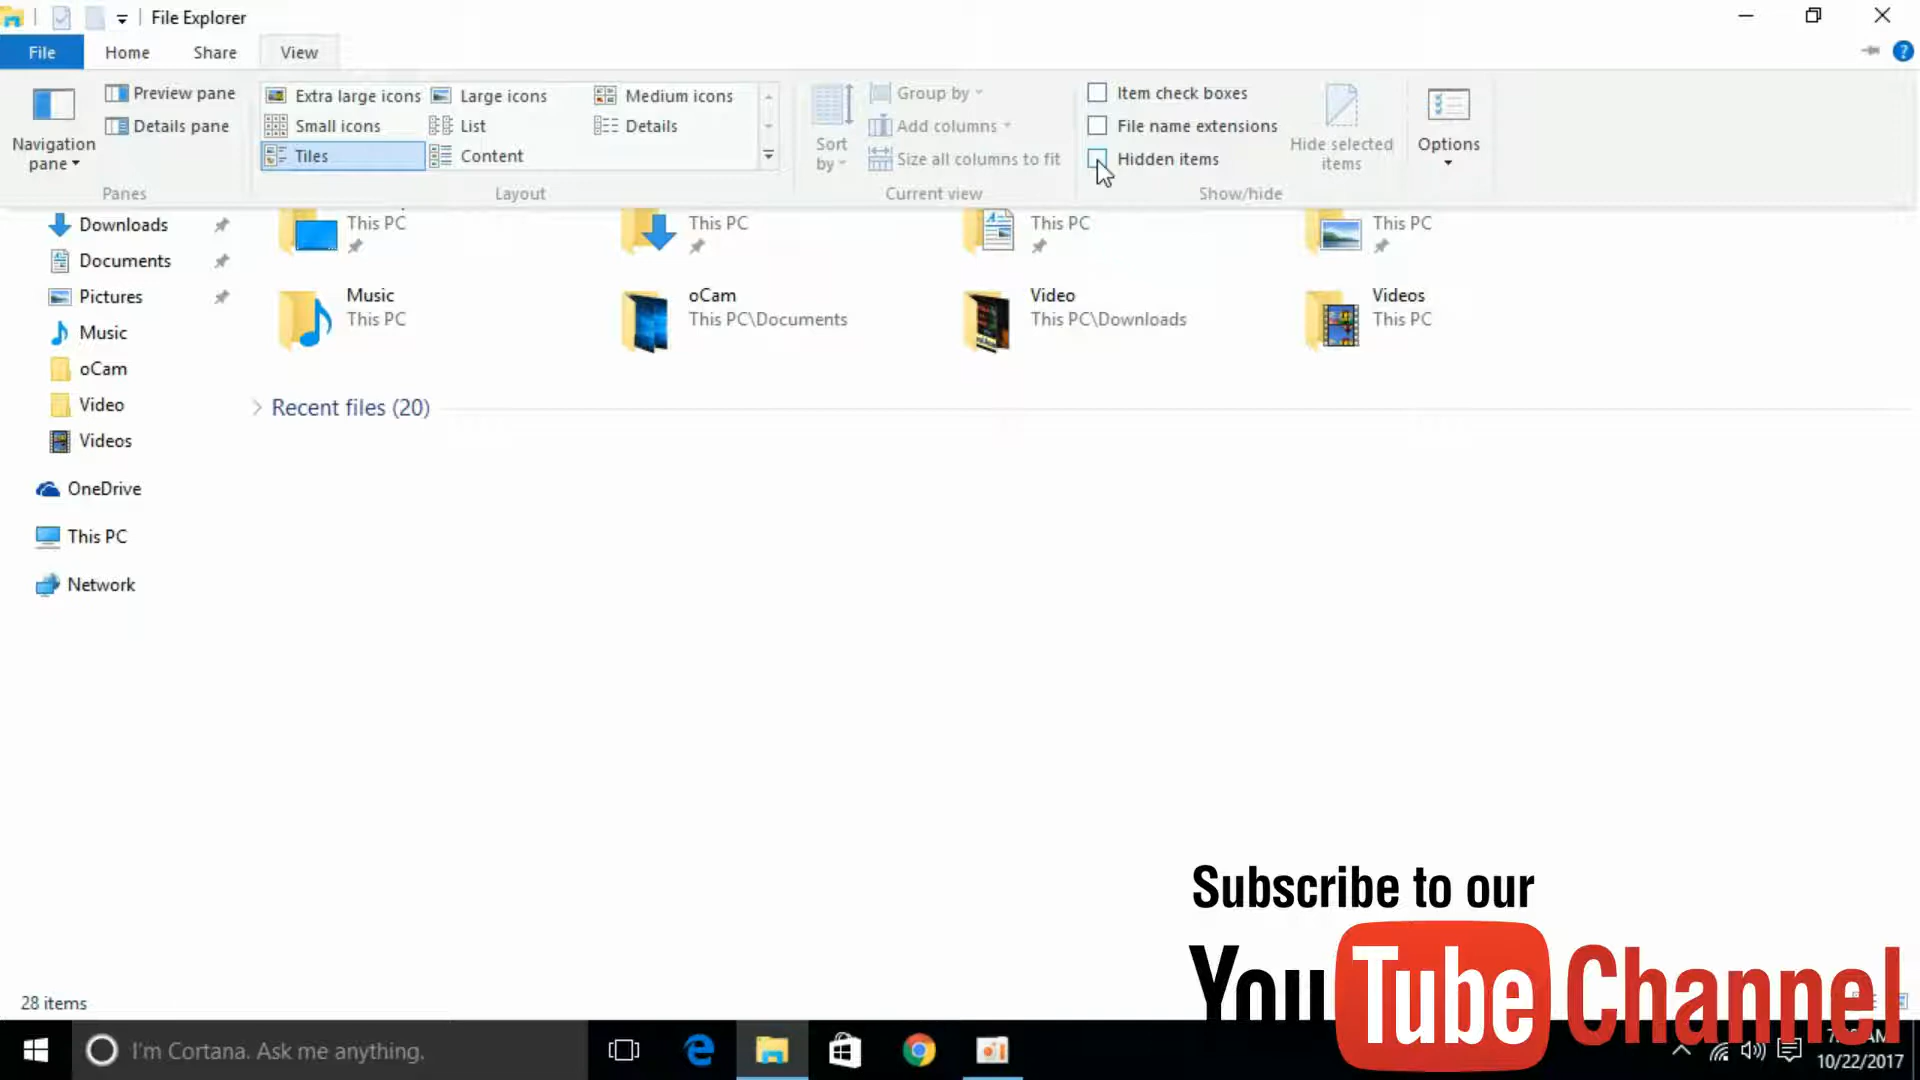 File Explorer
File Home Share View
Navigation pane
Preview pane
Details pane
Panes
Extra large icons Large icons Medium icons
Small icons List Details
Tiles Content
Layout
Sort by
Group by
Add columns
Size all columns to fit
Current view
Item check boxes
File name extensions
Hidden items
Hide selected items
Show/hide
Options
Downloads
Documents
Pictures
Music
oCam
Video
Videos
OneDrive
This PC
Network
This PC
This PC
This PC
This PC
Music
This PC
oCam
This PC\Documents
Video
This PC\Downloads
Videos
This PC
Recent files (20)
Subscribe to our
YouTube Channel
28 items
I'm Cortana. Ask me anything.
10/22/2017